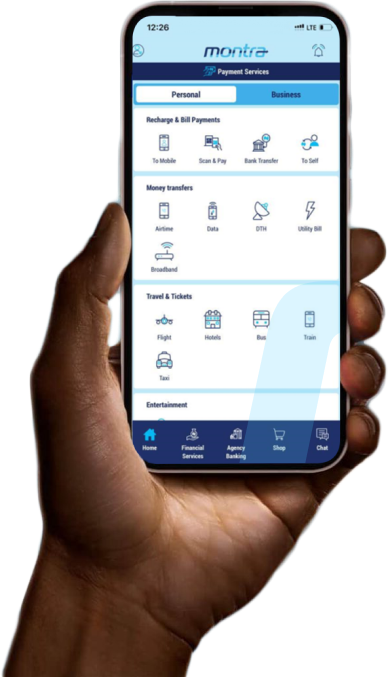 12:26
LTE
montra
Payment Services
Personal Business
Recharge & Bill Payments
To Mobile Scan & Pay Bank Transfer To Self
Money transfers
Airtime Data DTH Utility Bill
Broadband
Travel & Tickets
Flight Hotels Bus Train
Taxi
Entertainment
Home Financial Services Agency Banking Shop Chat